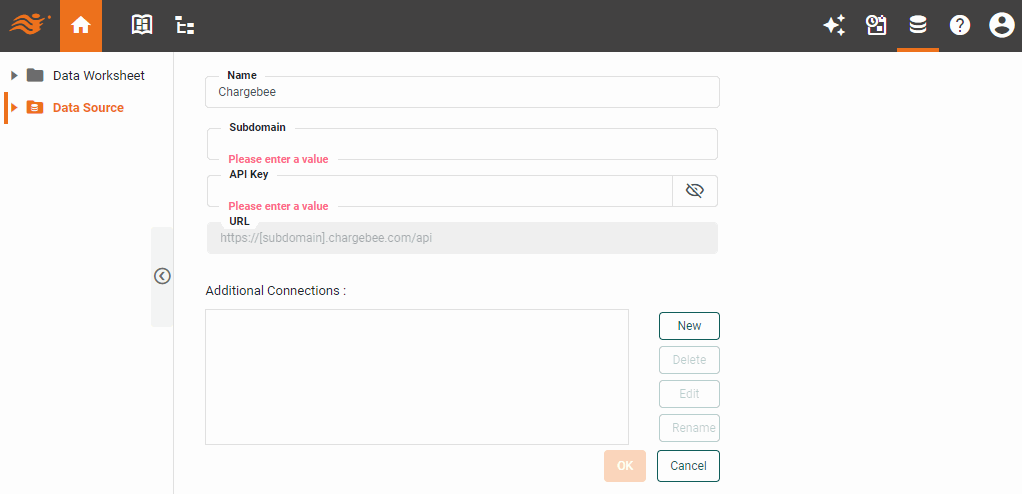 Data Worksheet
Data Source
Name
Chargebee
Subdomain
Please enter a value
API Key
Please enter a value
URL
https://[subdomain].chargebee.com/api
Additional Connections :
New
Delete
Edit
Rename
OK
Cancel